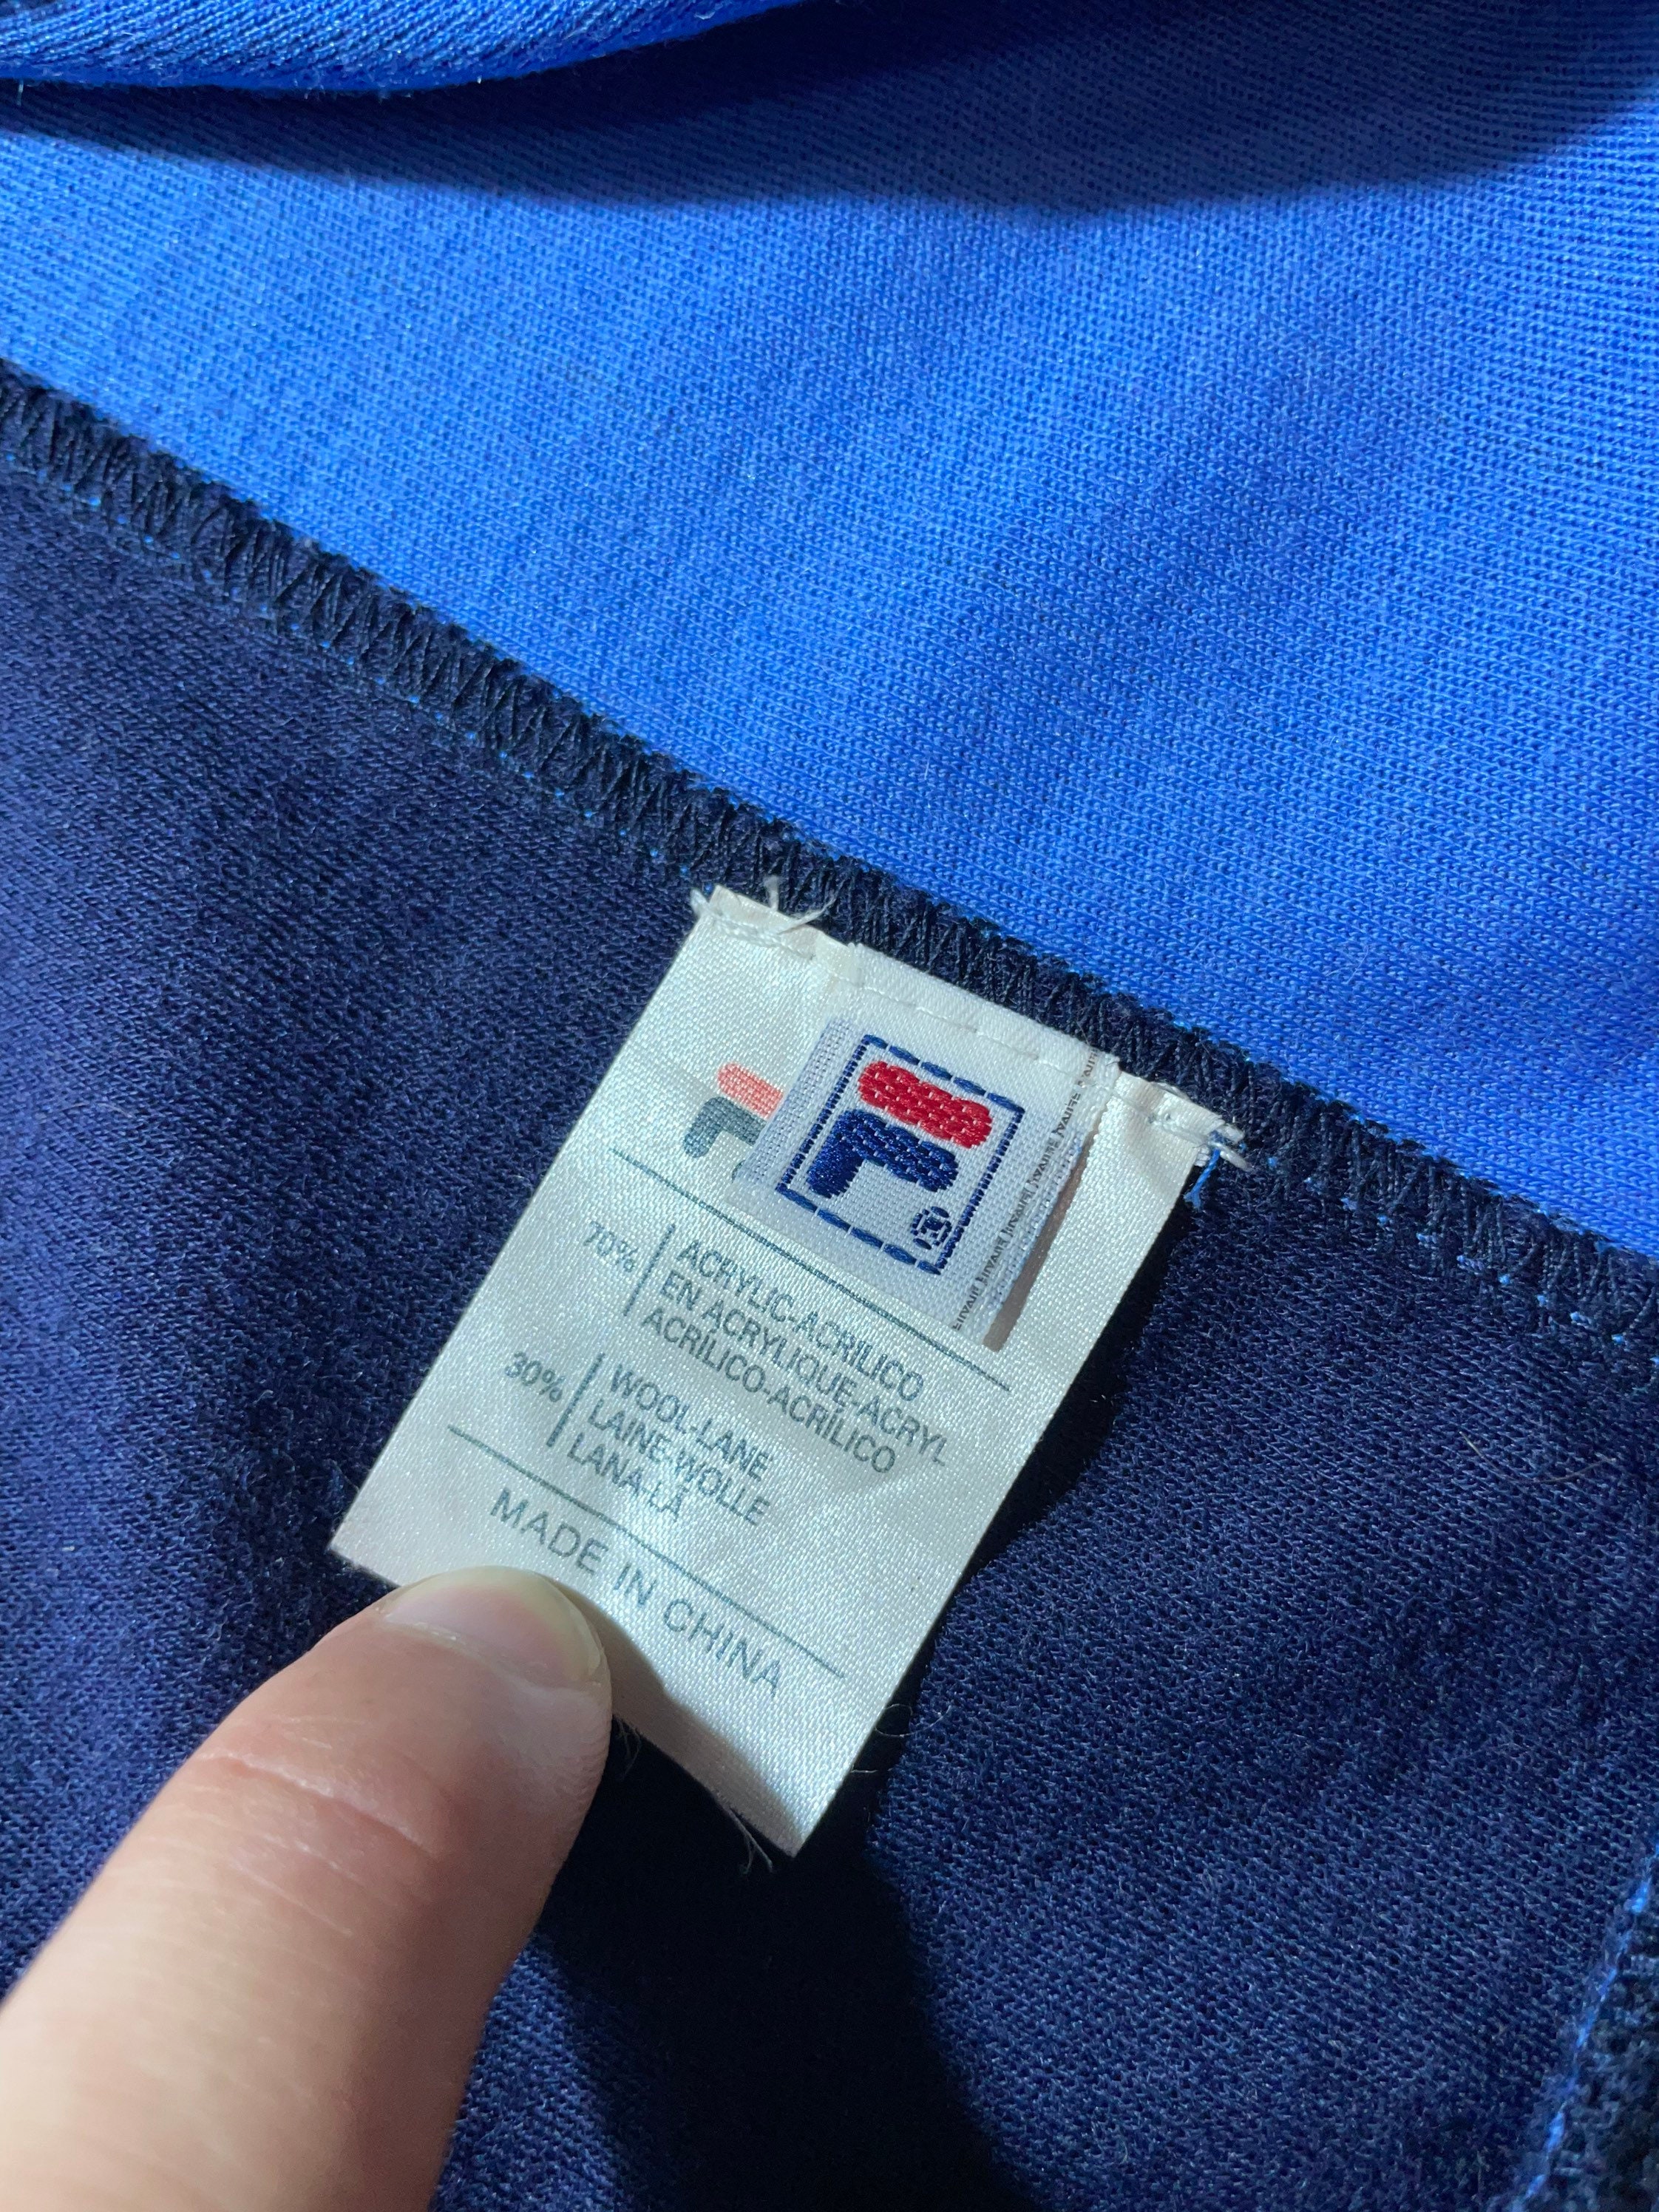 F
®
70%
ACRYLIC-ACRILICO
EN ACRYLIQUE-ACRYL
ACRÍLICO-ACRÍLICO
30%
WOOL-LANE
LAINE-WOLLE
LANA-LÃ
MADE IN CHINA